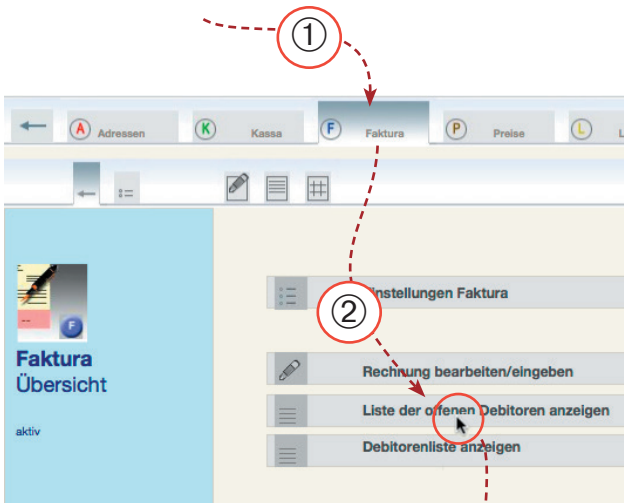 ①
A Adressen K Kassa F Faktura P Preise L L
②
Einstellungen Faktura
F
Faktura
Übersicht
aktiv
Rechnung bearbeiten/eingeben
Liste der offenen Debitoren anzeigen
Debitorenliste anzeigen